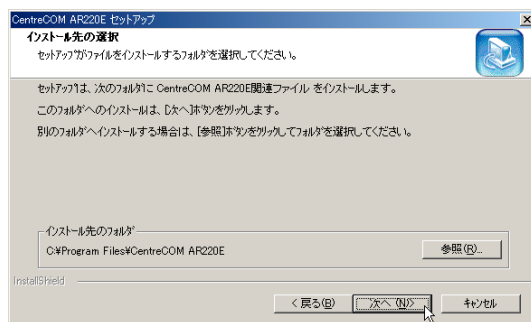 CentreCOM AR220E セットアップ
インストール先の選択
セットアップがファイルをインストールするフォルダを選択してください。
セットアップは、次のフォルダに CentreCOM AR220E関連ファイル をインストールします。
このフォルダへのインストールは、[次へ]ボタンをクリックします。
別のフォルダへインストールする場合は、[参照]ボタンをクリックしてフォルダを選択してください。
インストール先のフォルダ
C:¥Program Files¥CentreCOM AR220E
参照(R)...
InstallShield
< 戻る(B)
次へ (N)>
キャンセル